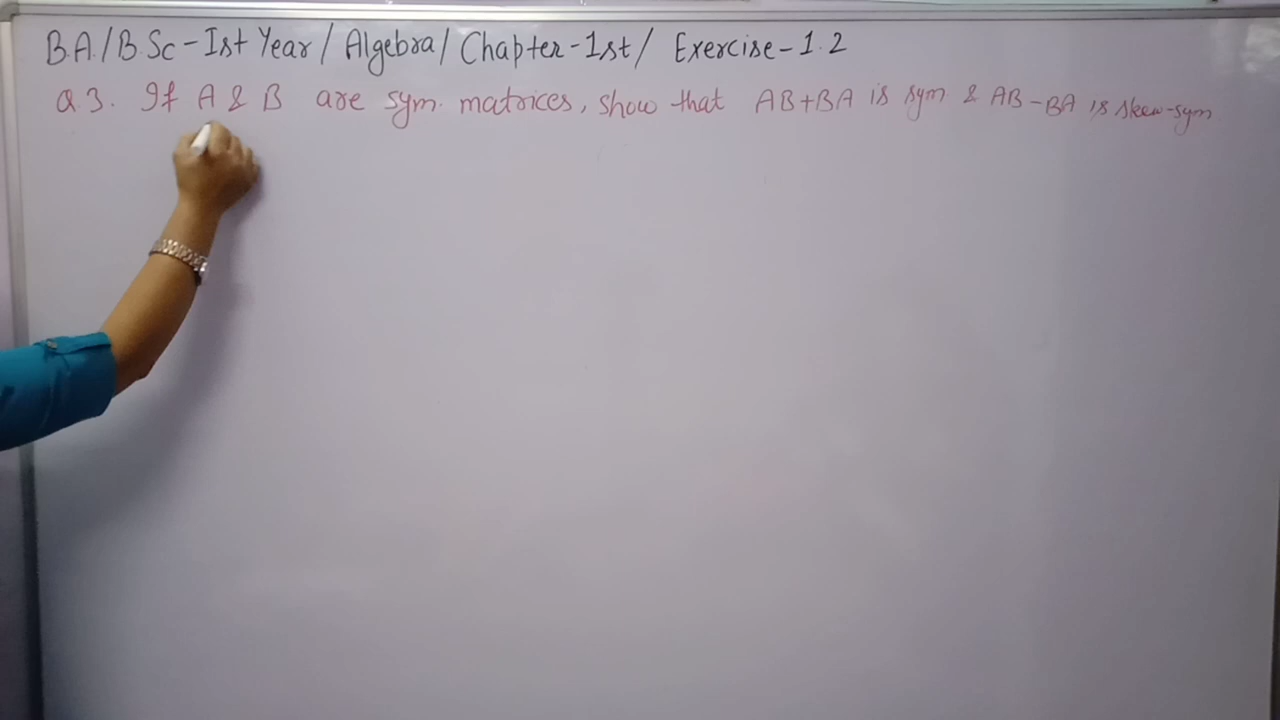 B.A./B.Sc-Ist Year/ Algebra/ Chapter-1st/ Exercise-1.2
Q 3. If A & B are sym. matrices, show that AB+BA is sym & AB-BA is skew-sym